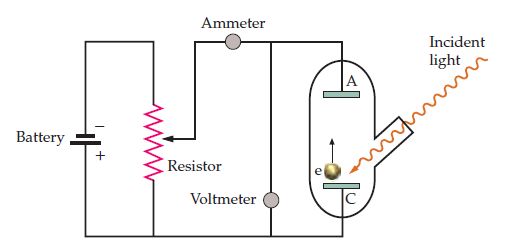 Ammeter
Incident
light
A
Battery
−
+
Resistor
e
Voltmeter
C